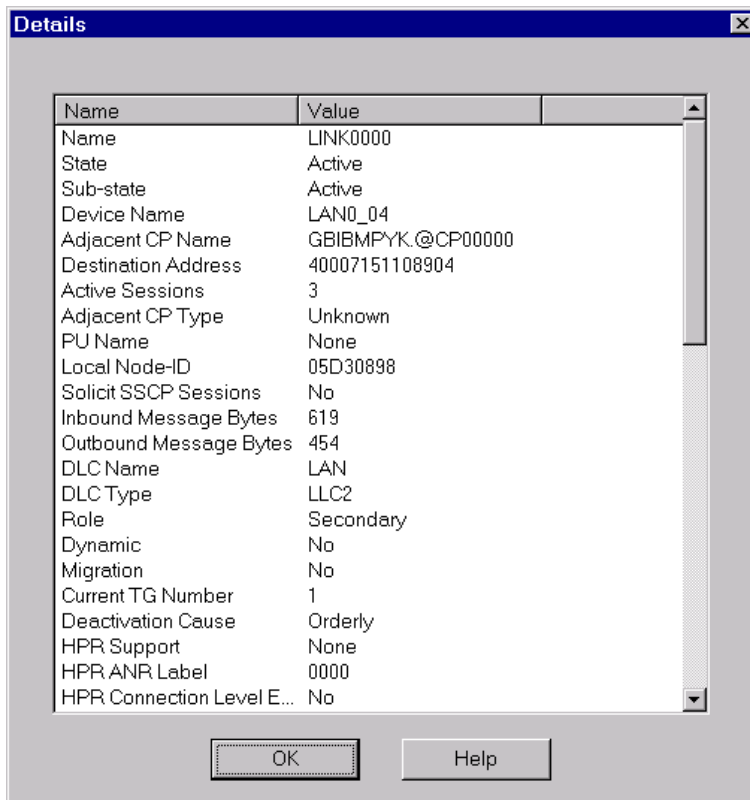 Details
Name Value
Name LINK0000
State Active
Sub-state Active
Device Name LAN0_04
Adjacent CP Name GBIBMPYK.@CP00000
Destination Address 40007151108904
Active Sessions 3
Adjacent CP Type Unknown
PU Name None
Local Node-ID 05D30898
Solicit SSCP Sessions No
Inbound Message Bytes 619
Outbound Message Bytes 454
DLC Name LAN
DLC Type LLC2
Role Secondary
Dynamic No
Migration No
Current TG Number 1
Deactivation Cause Orderly
HPR Support None
HPR ANR Label 0000
HPR Connection Level E... No
OK Help